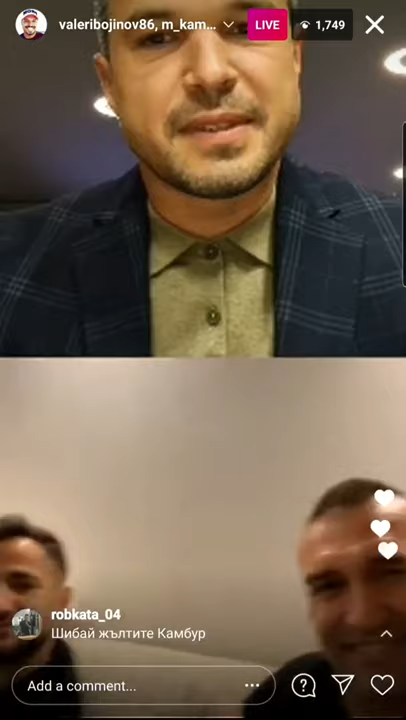 valeribojinov86, m_kam...
LIVE
1,749
robkata_04
Шибай жълтите Камбур
Add a comment...